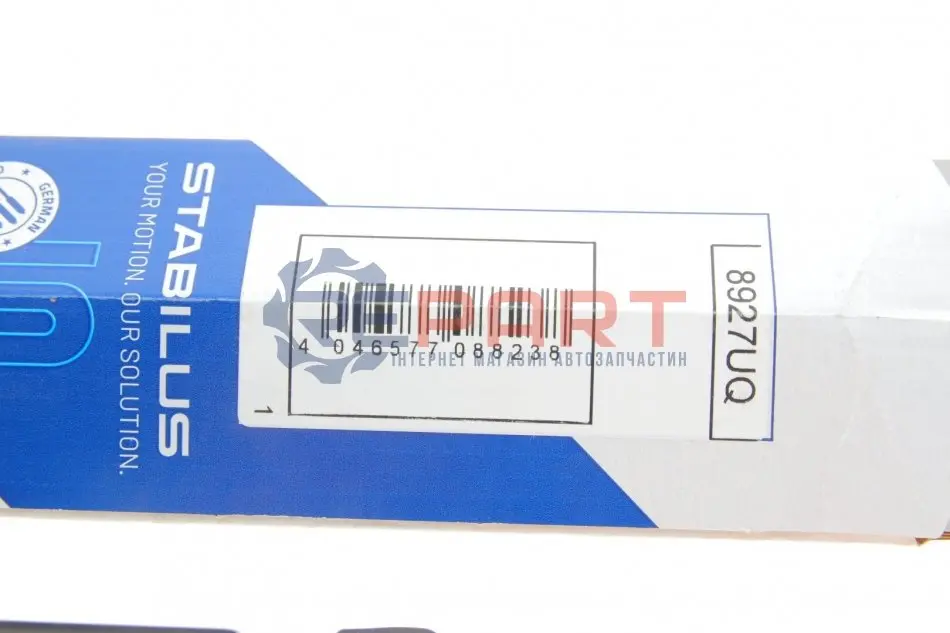 GERMAN
STABILUS
YOUR MOTION. OUR SOLUTION.
1
4 046577 088238
8927UQ
PART
ІНТЕРНЕТ МАГАЗИН АВТОЗАПЧАСТИН